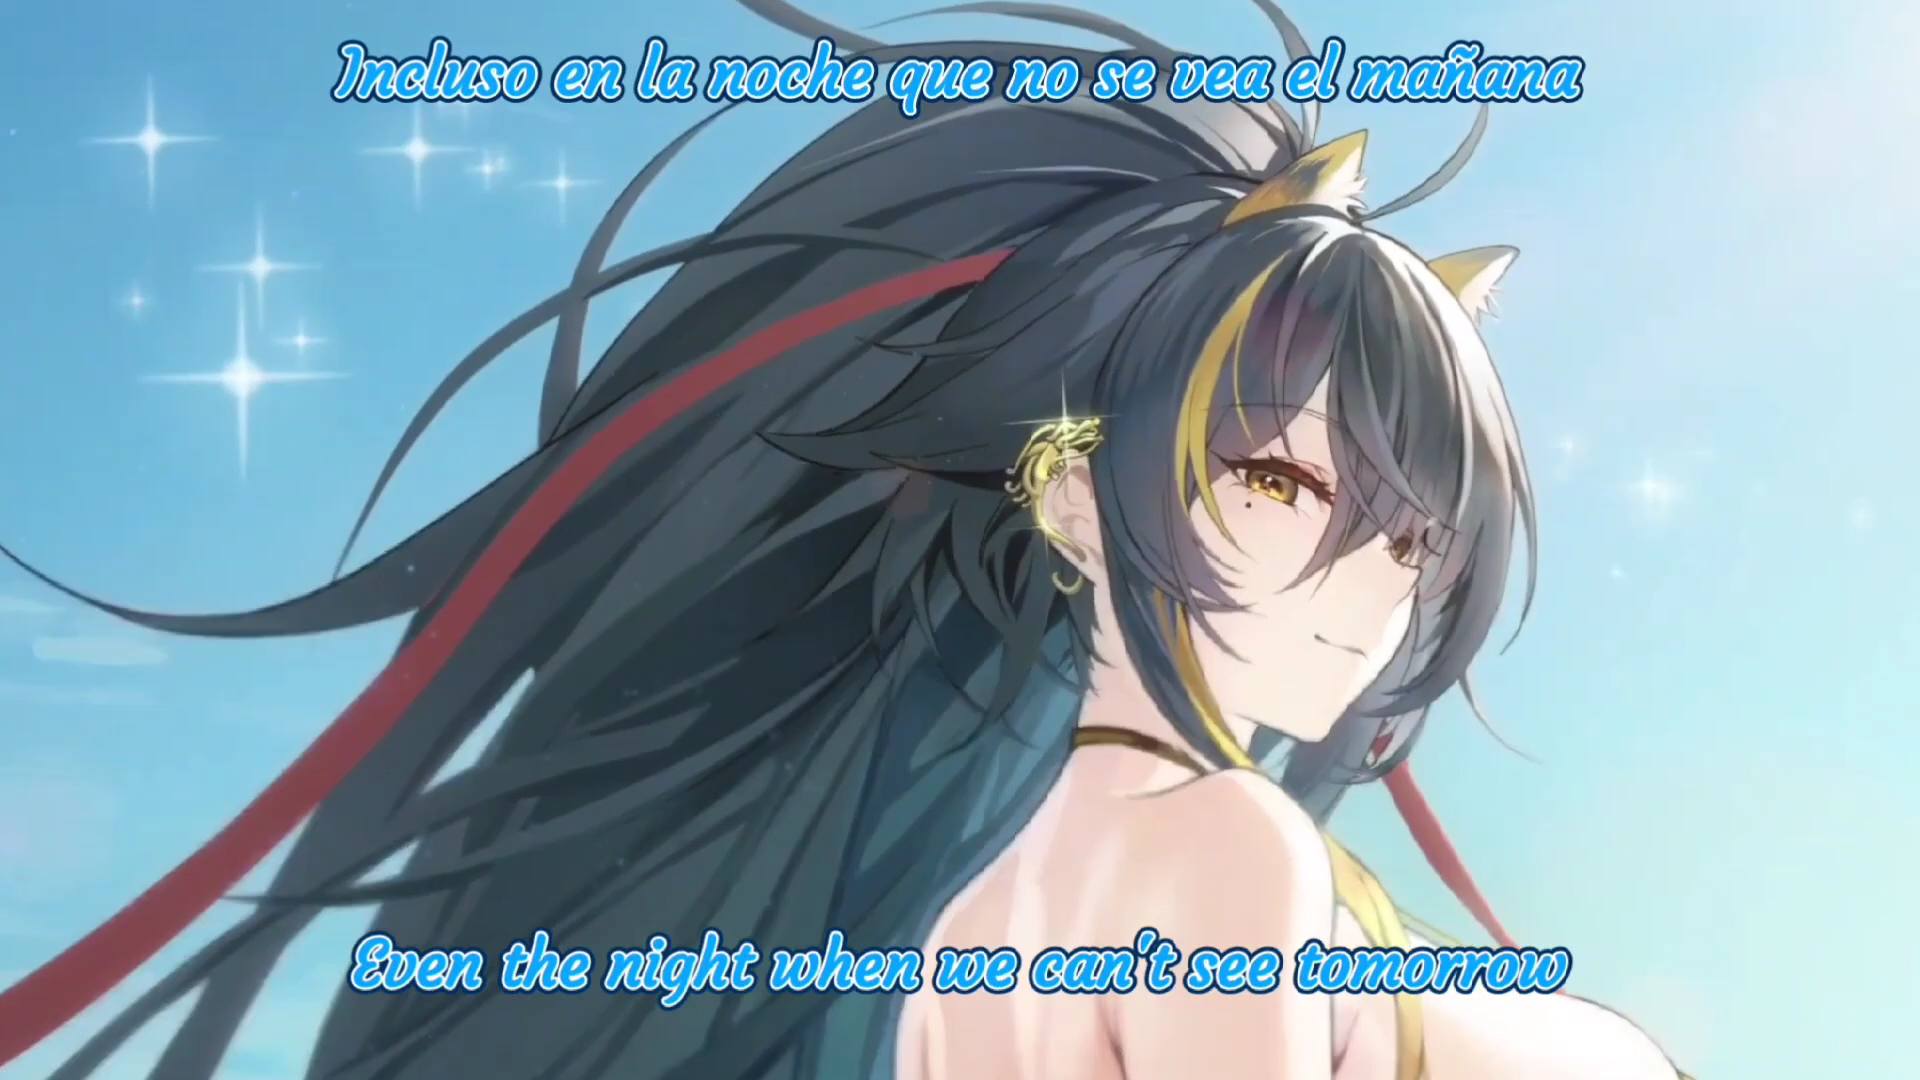 Incluso en la noche que no se vea el mañana
Even the night when we can't see tomorrow